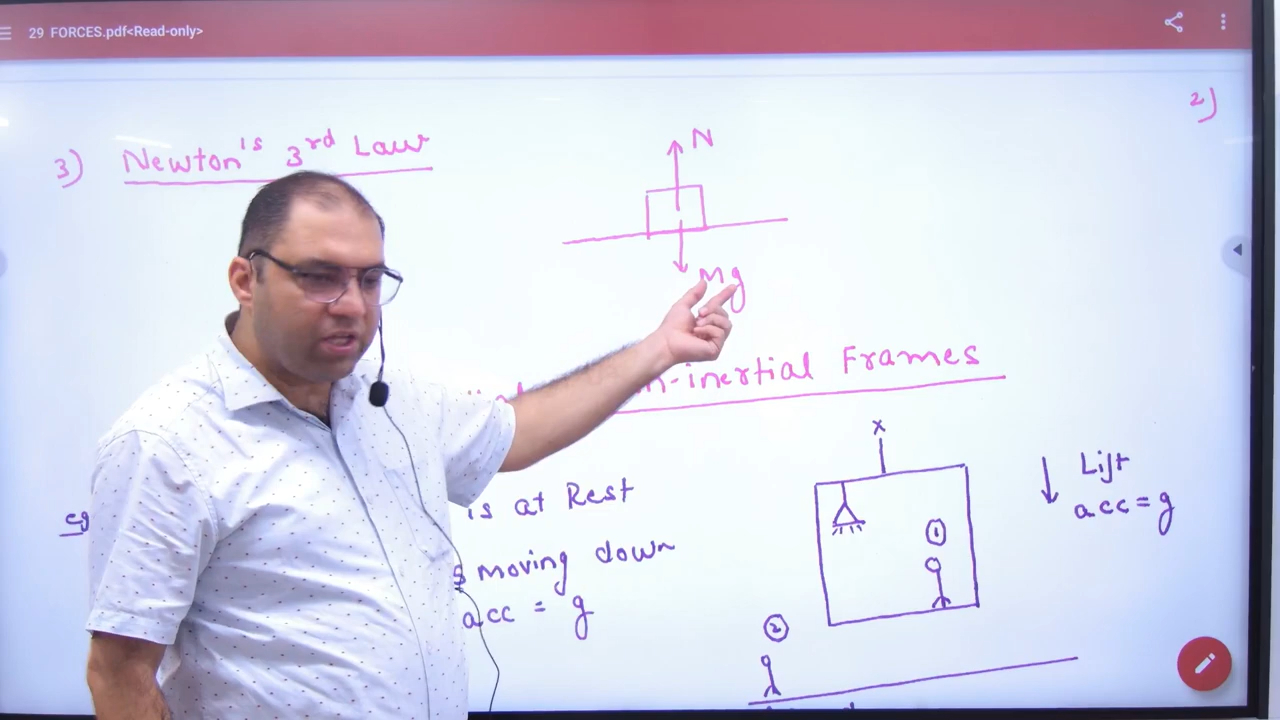 29 FORCES.pdf<Read-only>
2)
3) Newton's 3rd Law
N
Mg
n-inertial Frames
x
eg is at Rest
Lift
acc = g
moving down
acc = g
1
2